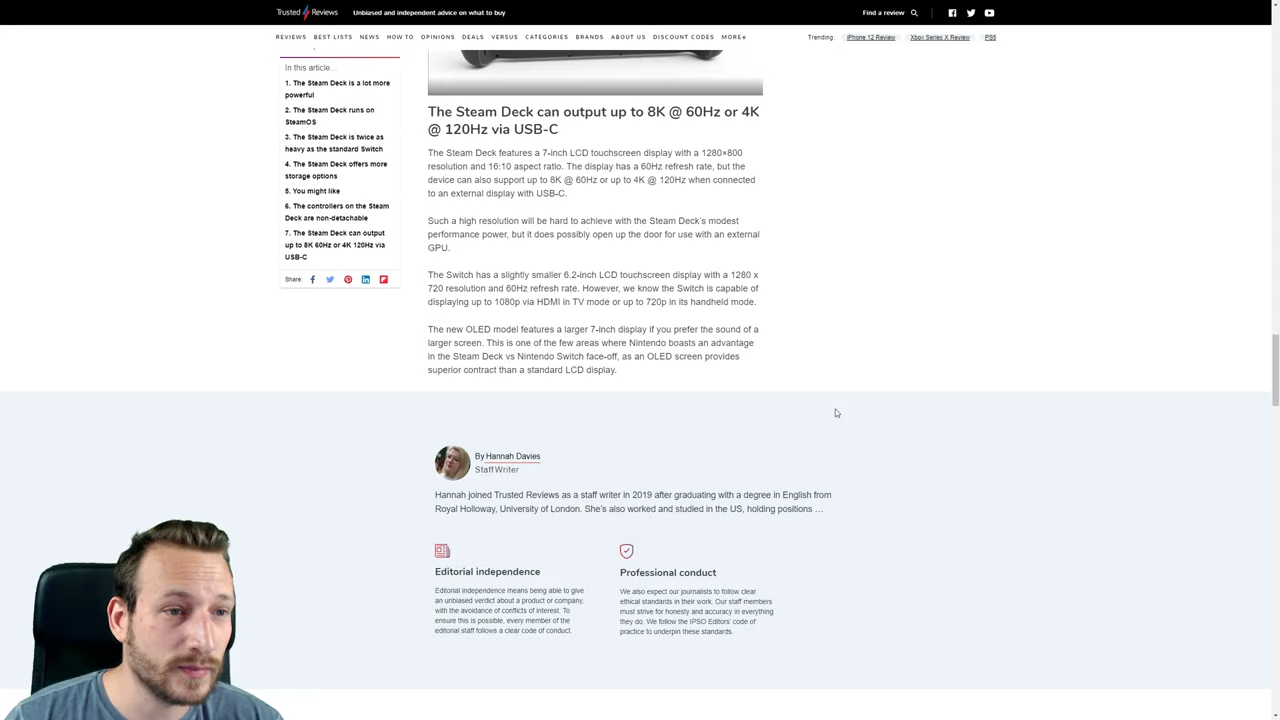 Trusted Reviews
Unbiased and independent advice on what to buy
Find a review
REVIEWS BEST LISTS NEWS HOW TO OPINIONS DEALS VERSUS CATEGORIES BRANDS ABOUT US DISCOUNT CODES MORE+
Trending: iPhone 12 Review Xbox Series X Review PS5
In this article...
1. The Steam Deck is a lot more
powerful
2. The Steam Deck runs on
SteamOS
3. The Steam Deck is twice as
heavy as the standard Switch
4. The Steam Deck offers more
storage options
5. You might like
6. The controllers on the Steam
Deck are non-detachable
7. The Steam Deck can output
up to 8K 60Hz or 4K 120Hz via
USB-C
Share:
The Steam Deck can output up to 8K @ 60Hz or 4K
@ 120Hz via USB-C
The Steam Deck features a 7-inch LCD touchscreen display with a 1280×800
resolution and 16:10 aspect ratio. The display has a 60Hz refresh rate, but the
device can also support up to 8K @ 60Hz or up to 4K @ 120Hz when connected
to an external display with USB-C.
Such a high resolution will be hard to achieve with the Steam Deck's modest
performance power, but it does possibly open up the door for use with an external
GPU.
The Switch has a slightly smaller 6.2-inch LCD touchscreen display with a 1280 x
720 resolution and 60Hz refresh rate. However, we know the Switch is capable of
displaying up to 1080p via HDMI in TV mode or up to 720p in its handheld mode.
The new OLED model features a larger 7-inch display if you prefer the sound of a
larger screen. This is one of the few areas where Nintendo boasts an advantage
in the Steam Deck vs Nintendo Switch face-off, as an OLED screen provides
superior contract than a standard LCD display.
By Hannah Davies
Staff Writer
Hannah joined Trusted Reviews as a staff writer in 2019 after graduating with a degree in English from
Royal Holloway, University of London. She's also worked and studied in the US, holding positions …
Editorial independence
Editorial independence means being able to give
an unbiased verdict about a product or company,
with the avoidance of conflicts of interest. To
ensure this is possible, every member of the
editorial staff follows a clear code of conduct.
Professional conduct
We also expect our journalists to follow clear
ethical standards in their work. Our staff members
must strive for honesty and accuracy in everything
they do. We follow the IPSO Editors' code of
practice to underpin these standards.